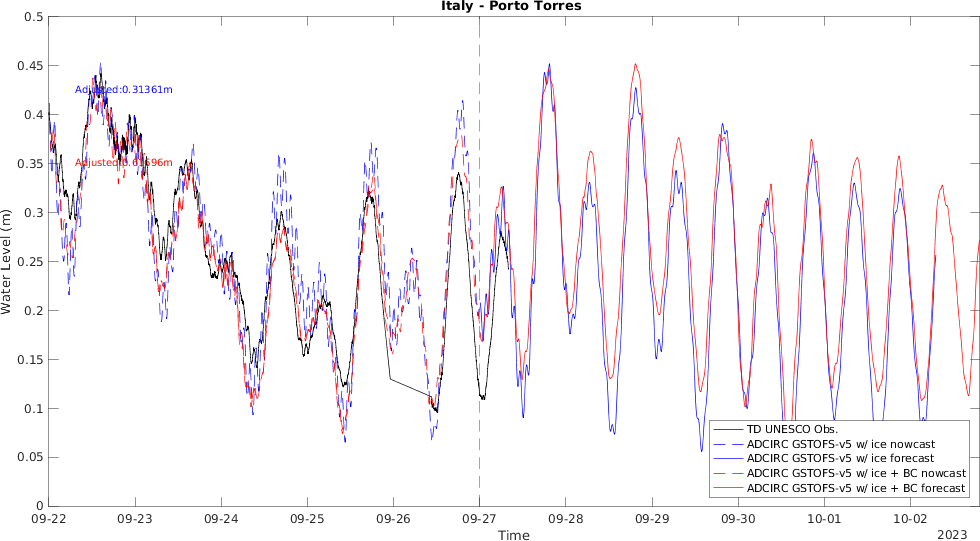 Italy - Porto Torres
0.5
0.45
0.4
0.35
0.3
0.25
0.2
0.15
0.1
0.05
0
Water Level (m)
Adjusted:0.31361m
TD UNESCO Obs.
ADCIRC GSTOFS-v5 w/ ice nowcast
ADCIRC GSTOFS-v5 w/ ice forecast
ADCIRC GSTOFS-v5 w/ ice + BC nowcast
ADCIRC GSTOFS-v5 w/ ice + BC forecast
09-22 09-23 09-24 09-25 09-26 09-27 09-28 09-29 09-30 10-01 10-02
Time
2023